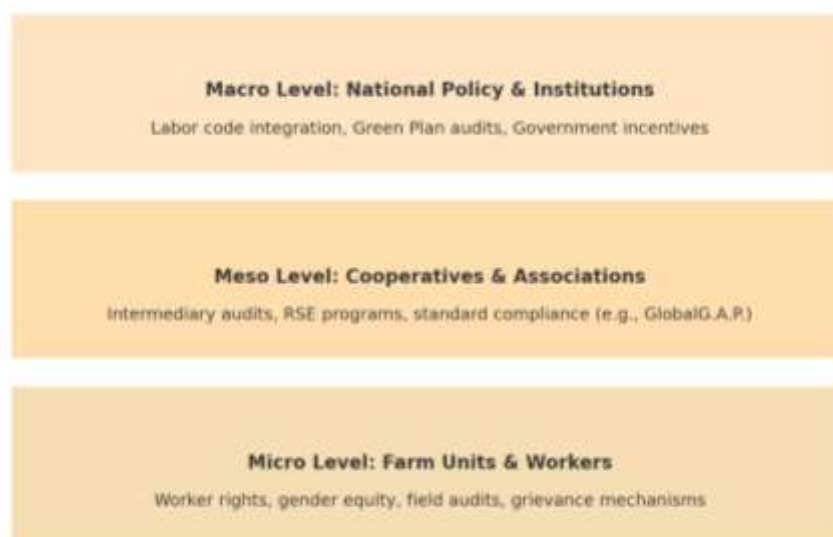 Macro Level: National Policy & Institutions
Labor code integration, Green Plan audits, Government incentives
Meso Level: Cooperatives & Associations
Intermediary audits, RSE programs, standard compliance (e.g., GlobalG.A.P.)
Micro Level: Farm Units & Workers
Worker rights, gender equity, field audits, grievance mechanisms